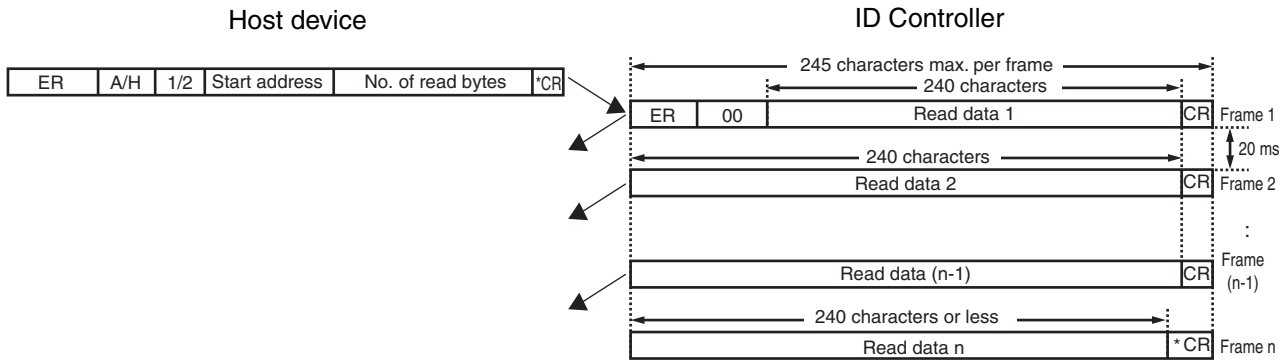 Host device
ID Controller
ER A/H 1/2 Start address No. of read bytes *CR
245 characters max. per frame
240 characters
ER 00 Read data 1 CR Frame 1
20 ms
240 characters
Read data 2 CR Frame 2
:
Read data (n-1) CR Frame (n-1)
240 characters or less
Read data n * CR Frame n